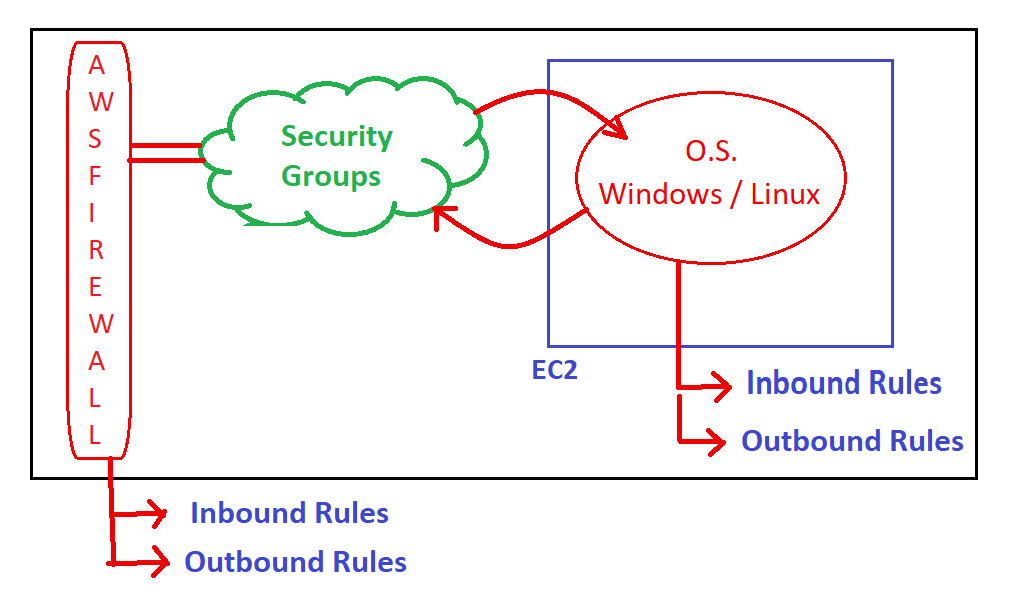 A
W
S
F
I
R
E
W
A
L
L
Security
Groups
O.S.
Windows / Linux
EC2
Inbound Rules
Outbound Rules
Inbound Rules
Outbound Rules